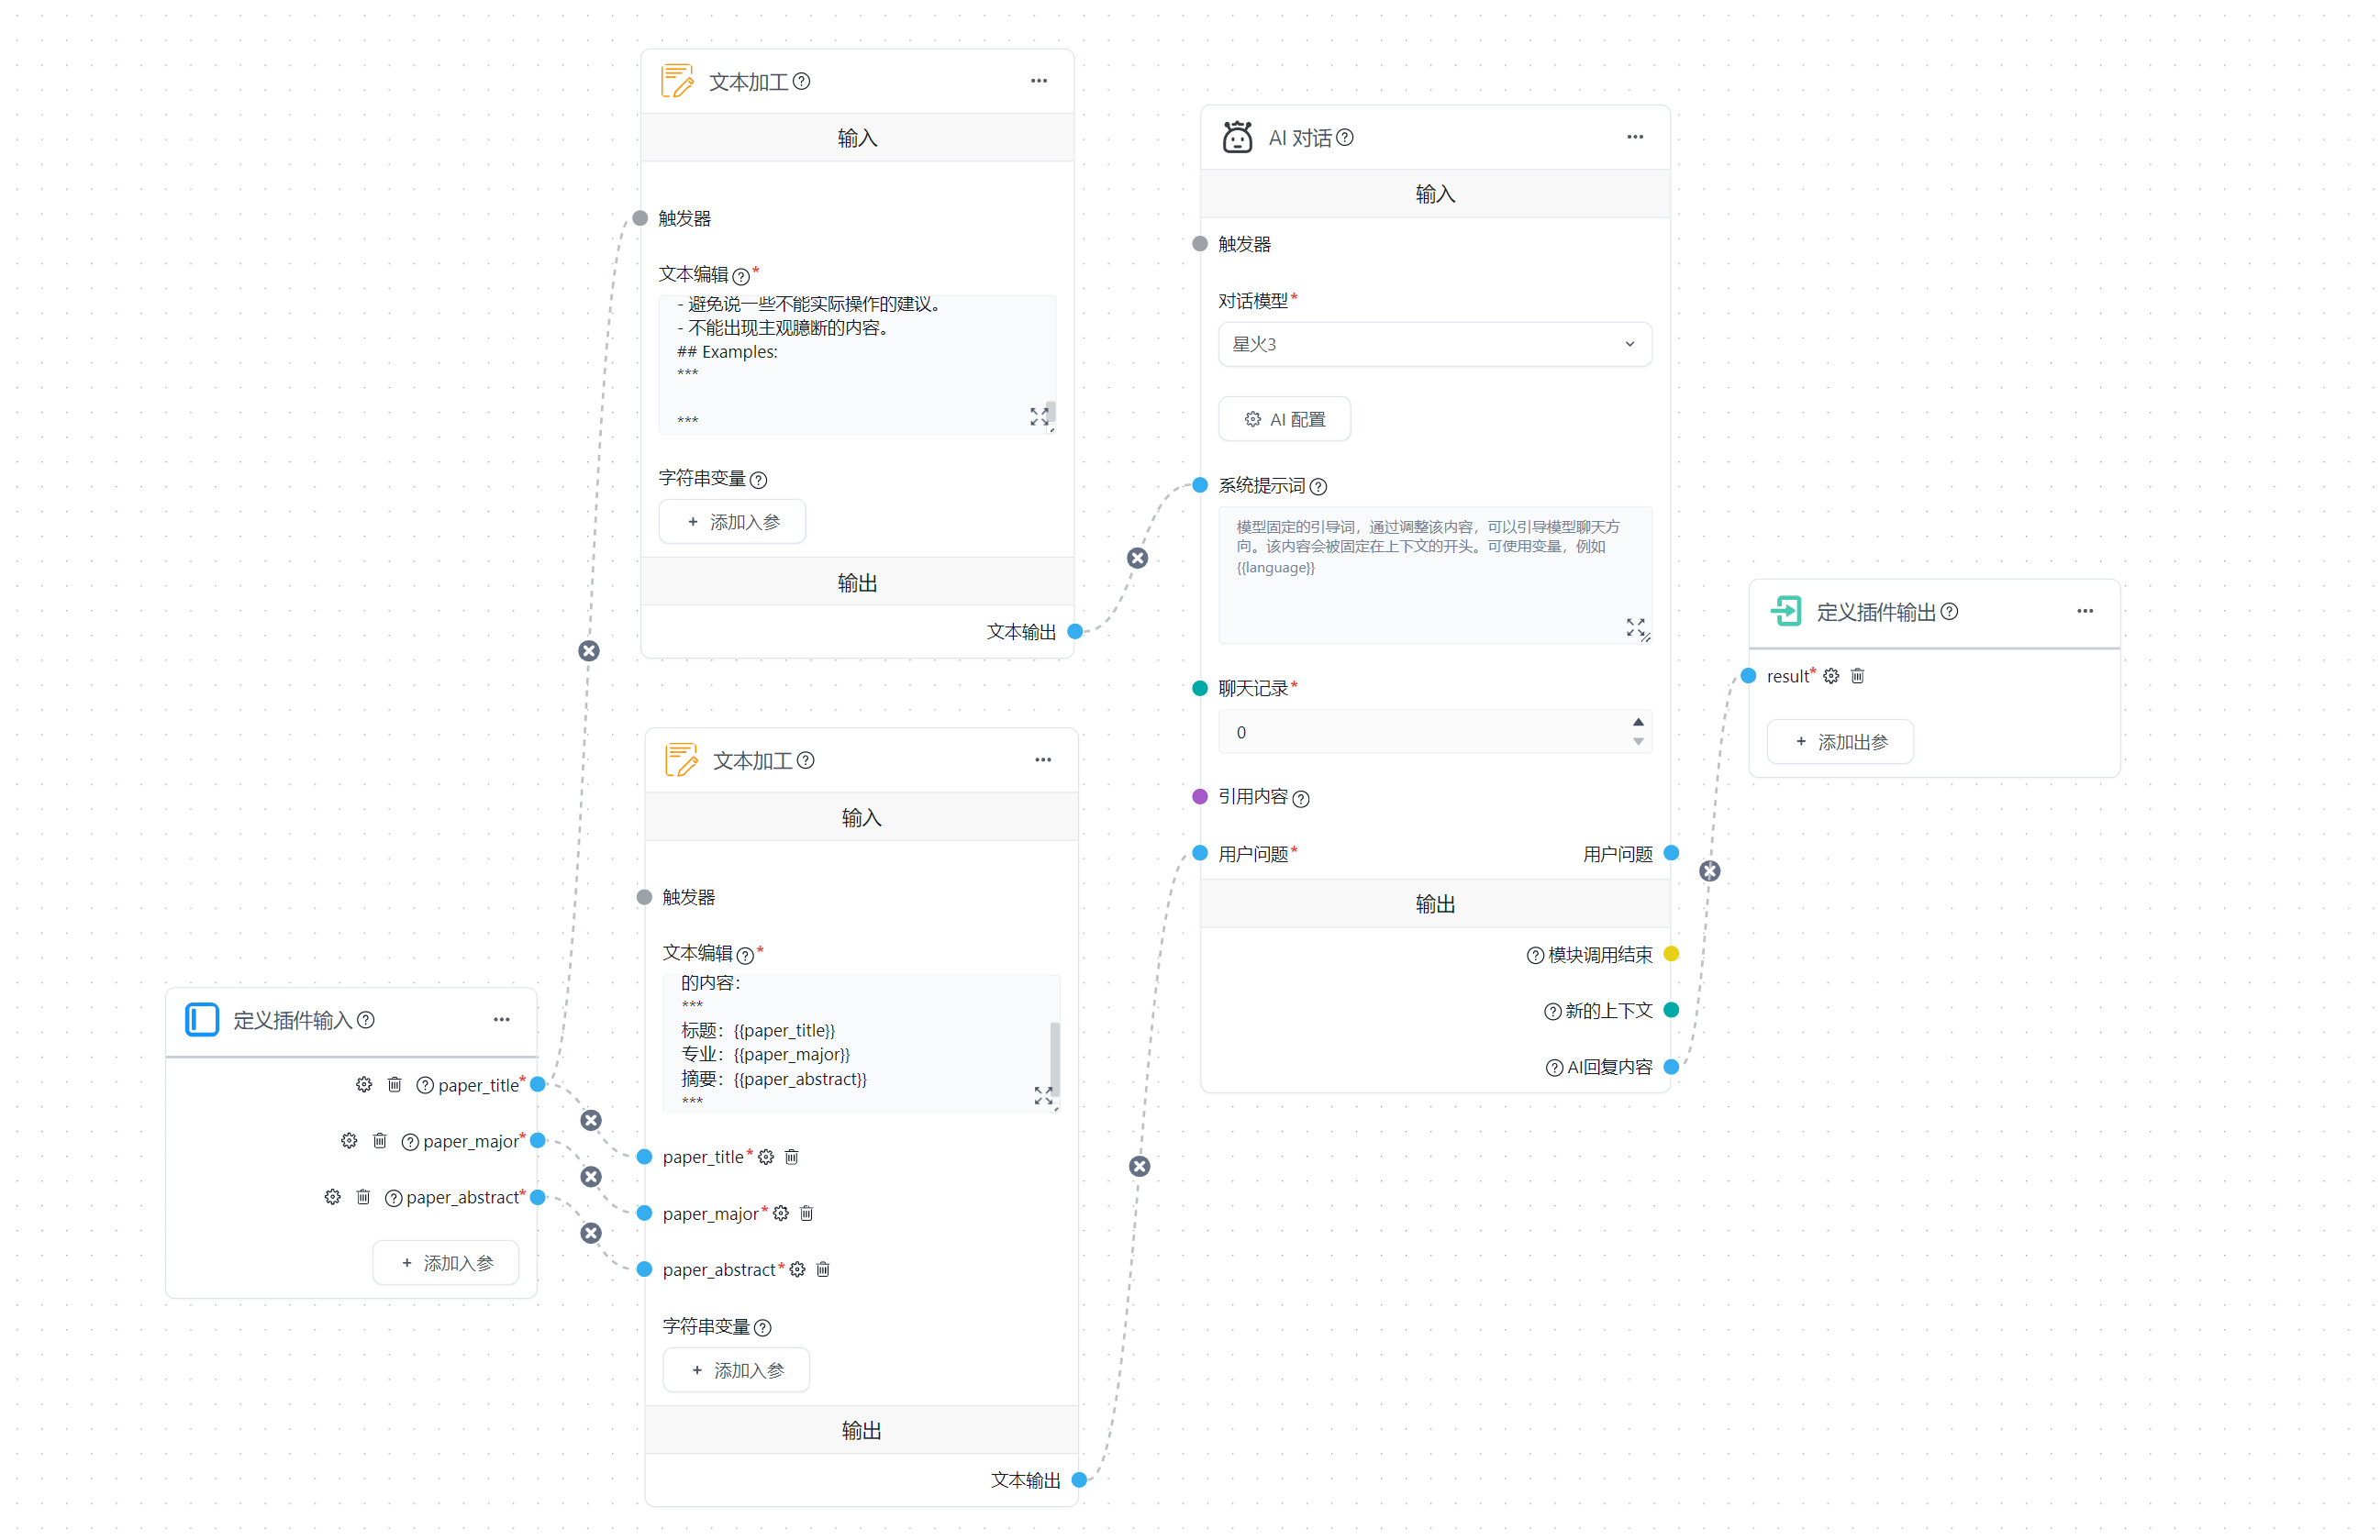 文本加工
输入
触发器
文本编辑*
- 避免说一些不能实际操作的建议。
- 不能出现主观臆断的内容。
## Examples:
***
***
字符串变量
+ 添加入参
输出
文本输出
文本加工
输入
触发器
文本编辑*
的内容：
***
标题：{{paper_title}}
专业：{{paper_major}}
摘要：{{paper_abstract}}
***
paper_title*
paper_major*
paper_abstract*
字符串变量
+ 添加入参
输出
文本输出
定义插件输入
paper_title*
paper_major*
paper_abstract*
+ 添加入参
AI 对话
输入
触发器
对话模型*
星火3
AI 配置
系统提示词
模型固定的引导词，通过调整该内容，可以引导模型聊天方
向。该内容会被固定在上下文的开头。可使用变量，例如
{{language}}
聊天记录*
0
引用内容
用户问题* 用户问题
输出
模块调用结束
新的上下文
AI回复内容
定义插件输出
result*
+ 添加出参